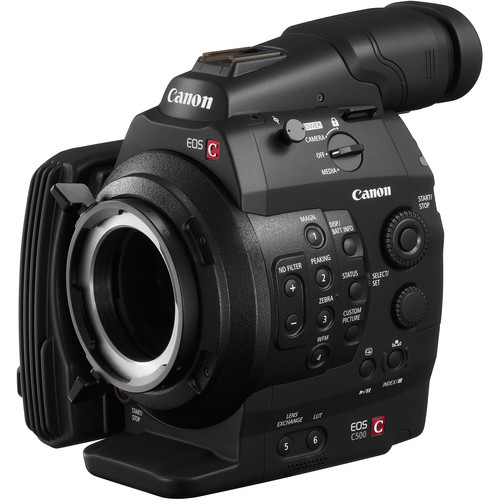 Canon
EOS C
CAMERA
OFF
MEDIA
Canon
START/
STOP
MAGN.
1
DISP./
BATT. INFO
PEAKING
2
ND FILTER
+
−
STATUS
SELECT/
SET
ZEBRA
3
CUSTOM
PICTURE
WFM
4
INDEX/
START/
STOP
LENS
EXCHANGE
5
LUT
6
EOS
C500
C